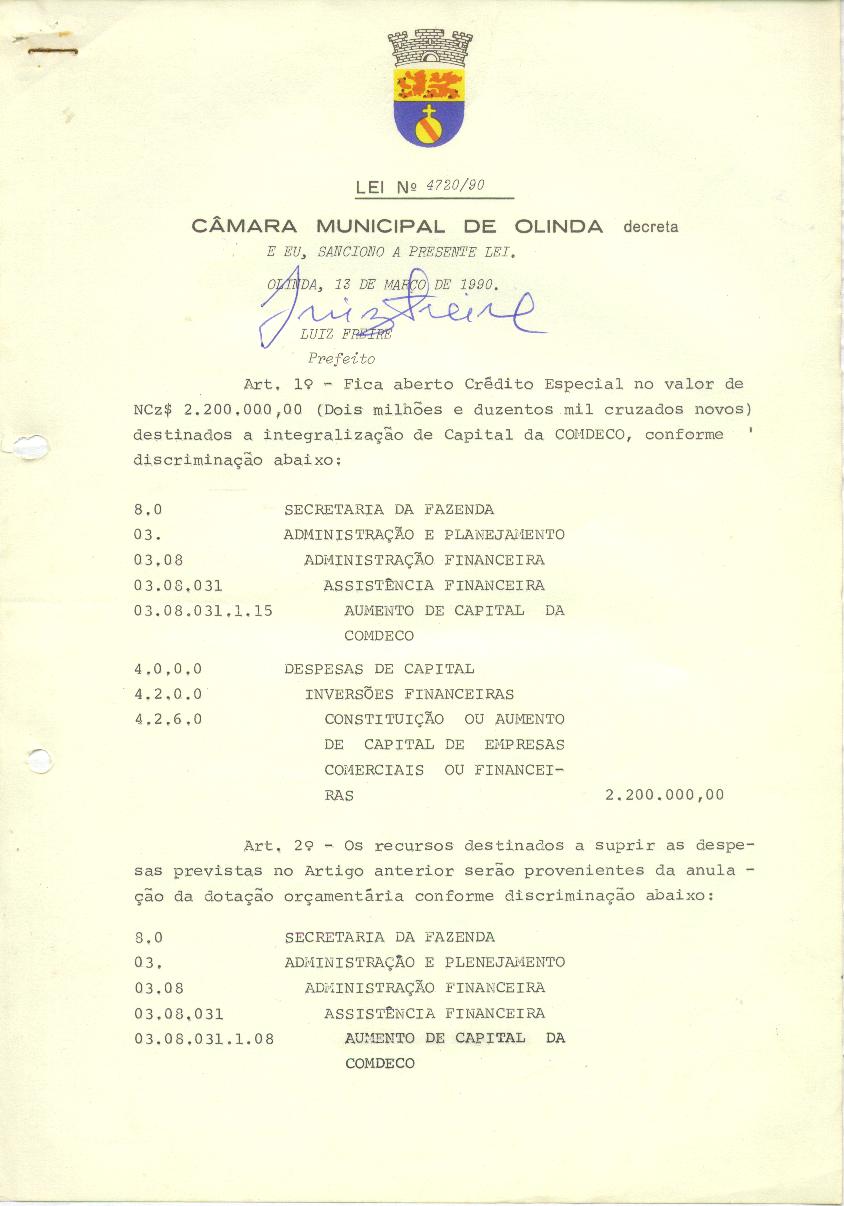 LEI Nº 4720/90
CÂMARA MUNICIPAL DE OLINDA decreta
E EU, SANCIONO A PRESENTE LEI.
OLINDA, 13 DE MARÇO DE 1990.
Luiz Freire
LUIZ FREIRE
Prefeito
Art. 1º - Fica aberto Crédito Especial no valor de
NCz$ 2.200.000,00 (Dois milhões e duzentos mil cruzados novos)
destinados a integralização de Capital da COMDECO, conforme '
discriminação abaixo:
8.0 SECRETARIA DA FAZENDA
03. ADMINISTRAÇÃO E PLANEJAMENTO
03.08 ADMINISTRAÇÃO FINANCEIRA
03.08.031 ASSISTÊNCIA FINANCEIRA
03.08.031.1.15 AUMENTO DE CAPITAL DA
COMDECO
4.0.0.0 DESPESAS DE CAPITAL
4.2.0.0 INVERSÕES FINANCEIRAS
4.2.6.0 CONSTITUIÇÃO OU AUMENTO
DE CAPITAL DE EMPRESAS
COMERCIAIS OU FINANCEI-
RAS 2.200.000,00
Art. 2º - Os recursos destinados a suprir as despe-
sas previstas no Artigo anterior serão provenientes da anula -
ção da dotação orçamentária conforme discriminação abaixo:
8.0 SECRETARIA DA FAZENDA
03. ADMINISTRAÇÃO E PLENEJAMENTO
03.08 ADMINISTRAÇÃO FINANCEIRA
03.08.031 ASSISTÊNCIA FINANCEIRA
03.08.031.1.08 AUMENTO DE CAPITAL DA
COMDECO